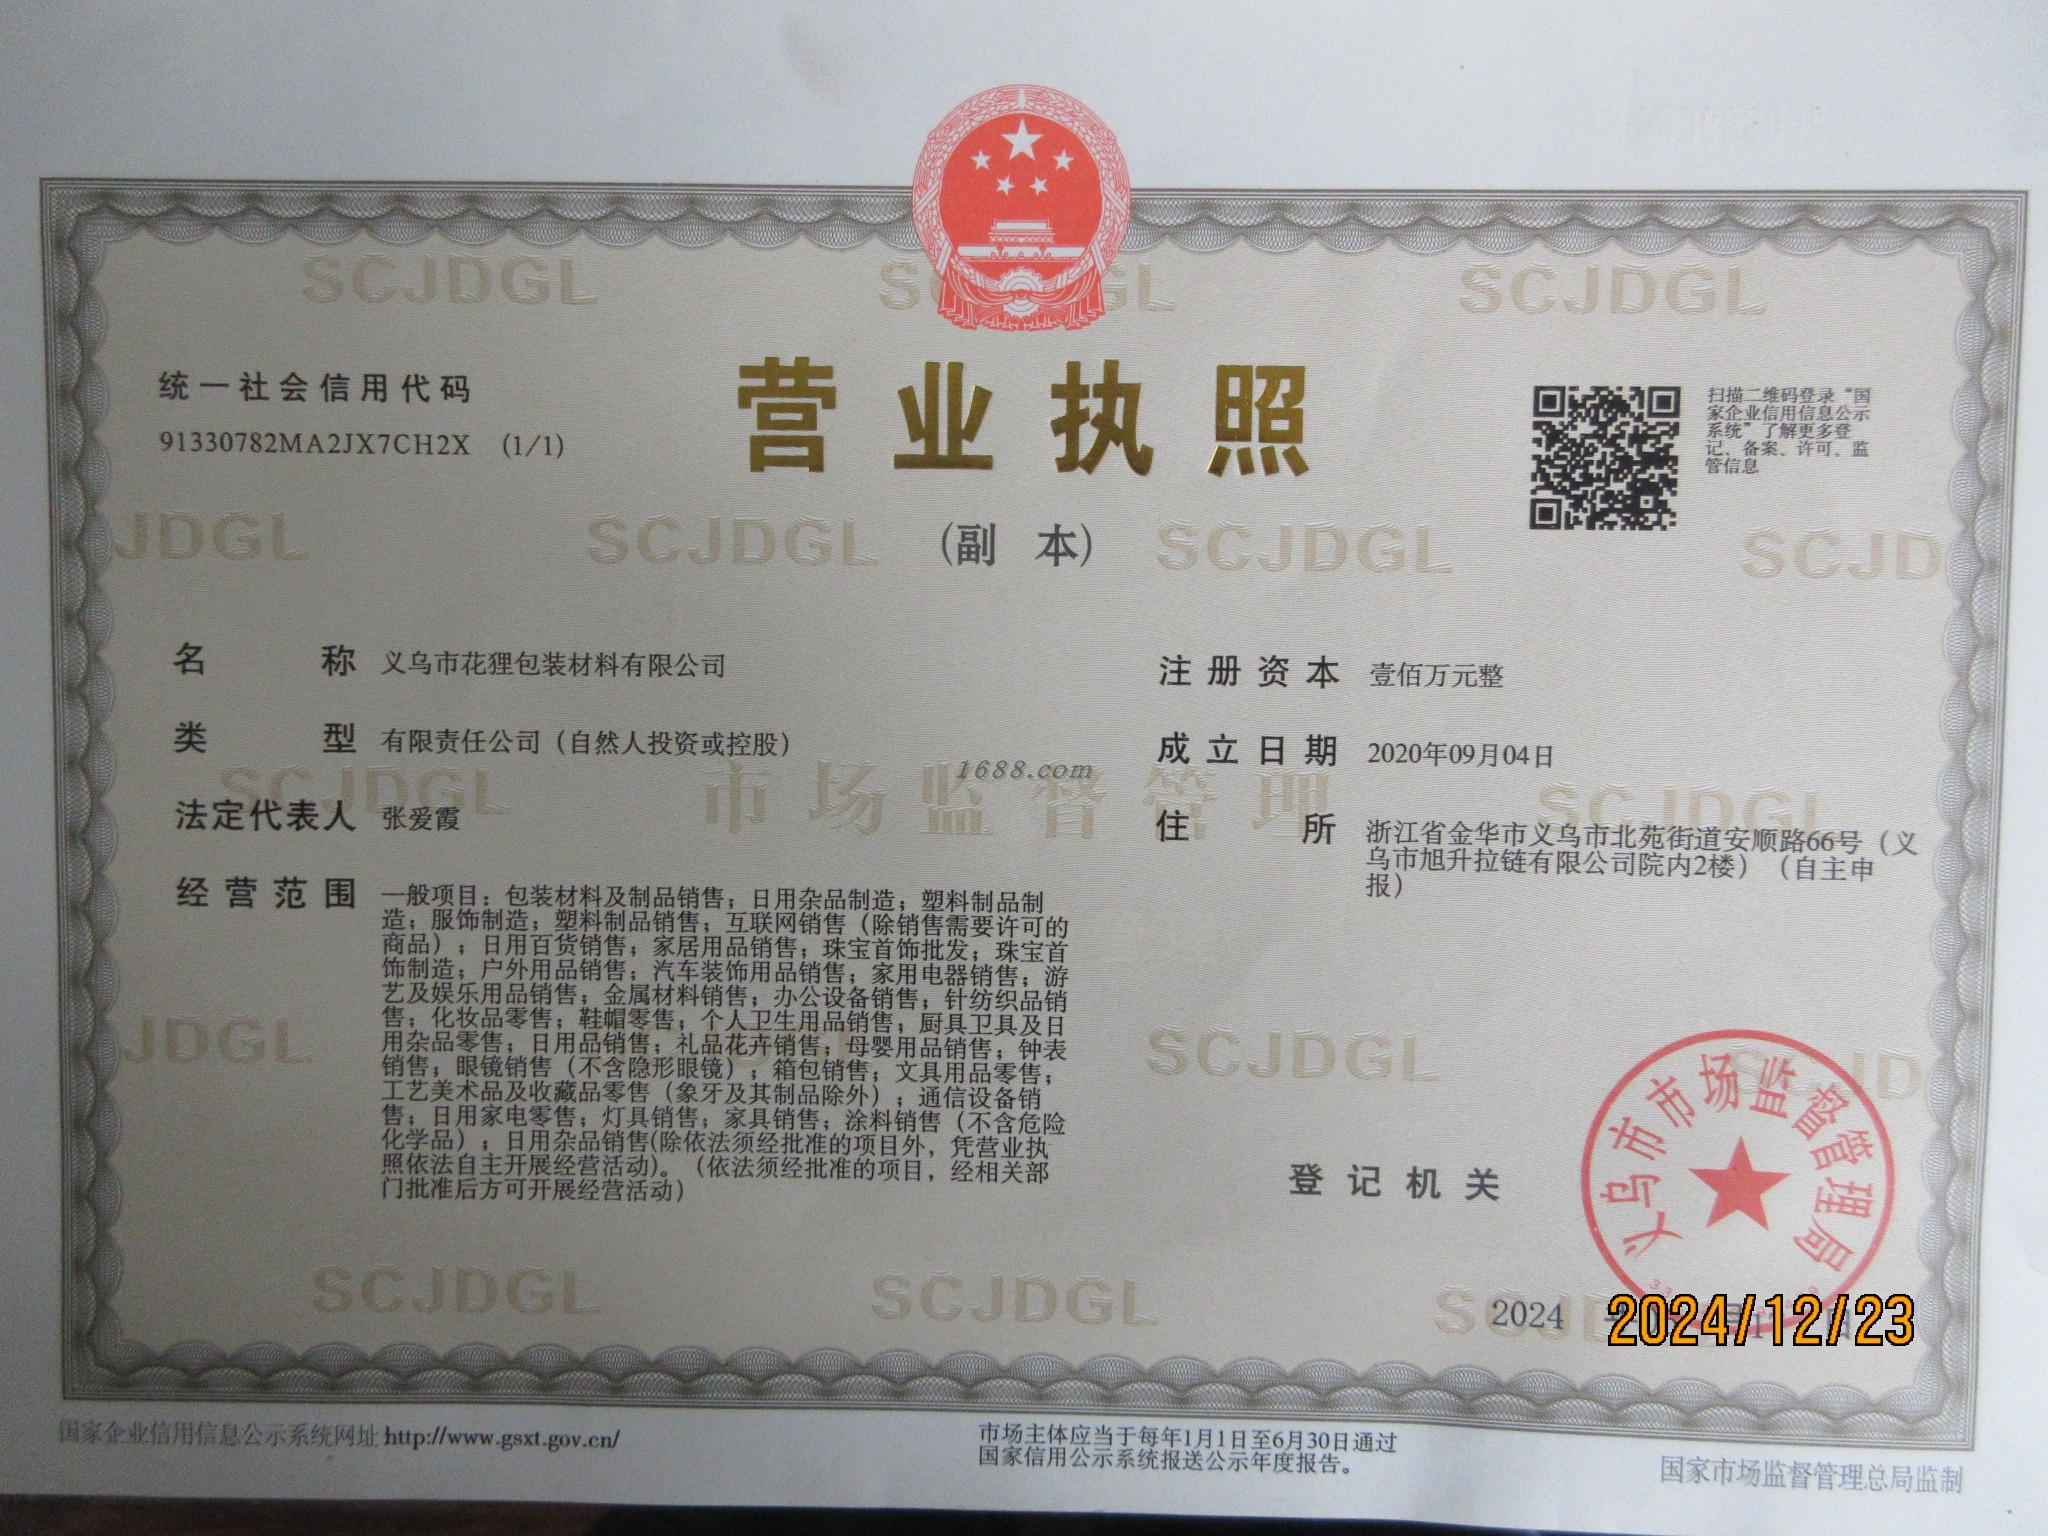 统一社会信用代码
91330782MA2JX7CH2X (1/1)
营业执照
(副 本)
扫描二维码登录“国
家企业信用信息公示
系统”了解更多登
记、备案、许可、监
管信息
名 称 义乌市花狸包装材料有限公司
类 型 有限责任公司（自然人投资或控股）
法定代表人 张爱霞
经营范围 一般项目：包装材料及制品销售；日用杂品制造；塑料制品制
造；服饰制造；塑料制品销售；互联网销售（除销售需要许可的
商品）；日用百货销售；家居用品销售；珠宝首饰批发；珠宝首
饰制造；户外用品销售；汽车装饰用品销售；家用电器销售；游
艺及娱乐用品销售；金属材料销售；办公设备销售；针纺织品销
售；化妆品零售；鞋帽零售；个人卫生用品销售；厨具卫具及日
用杂品零售；日用品销售；礼品花卉销售；母婴用品销售；钟表
销售；眼镜销售（不含隐形眼镜）；箱包销售；文具用品零售；
工艺美术品及收藏品零售（象牙及其制品除外）；通信设备销
售；日用家电零售；灯具销售；家具销售；涂料销售（不含危险
化学品）；日用杂品销售(除依法须经批准的项目外，凭营业执
照依法自主开展经营活动)。（依法须经批准的项目，经相关部
门批准后方可开展经营活动）
注册资本 壹佰万元整
成立日期 2020年09月04日
住 所 浙江省金华市义乌市北苑街道安顺路66号（义
乌市旭升拉链有限公司院内2楼）（自主申
报）
SCJDGL
市场监督管理
1688.com
登记机关
义乌市市场监督管理局
2024
2024/12/23
国家企业信用信息公示系统网址http://www.gsxt.gov.cn/
市场主体应当于每年1月1日至6月30日通过
国家信用公示系统报送公示年度报告。
国家市场监督管理总局监制